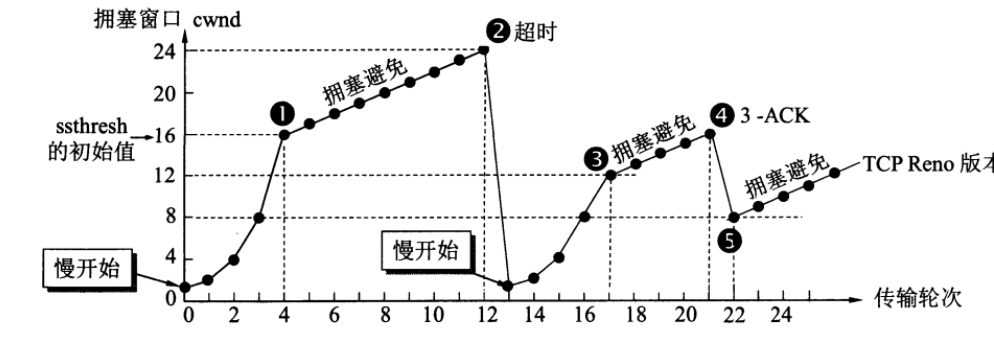 拥塞窗口 cwnd
❷ 超时
24
拥塞避免
20
❶
ssthresh
的初始值
16
❸
拥塞避免
❹ 3 -ACK
12
拥塞避免
TCP Reno 版本
8
❺
4
慢开始
慢开始
0
0 2 4 6 8 10 12 13 14 16 17 18 20 21 22 24
传输轮次